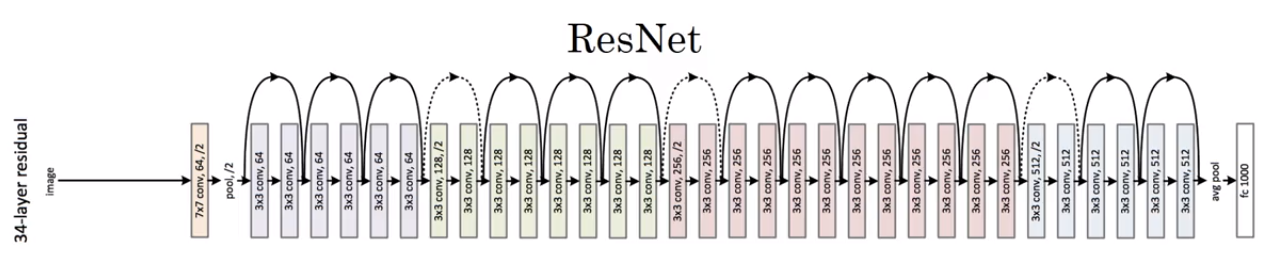 ResNet
34-layer residual
image
7x7 conv, 64, /2
pool, /2
3x3 conv, 64
3x3 conv, 64
3x3 conv, 64
3x3 conv, 64
3x3 conv, 64
3x3 conv, 64
3x3 conv, 128, /2
3x3 conv, 128
3x3 conv, 128
3x3 conv, 128
3x3 conv, 128
3x3 conv, 128
3x3 conv, 128
3x3 conv, 128
3x3 conv, 256, /2
3x3 conv, 256
3x3 conv, 256
3x3 conv, 256
3x3 conv, 256
3x3 conv, 256
3x3 conv, 256
3x3 conv, 256
3x3 conv, 256
3x3 conv, 256
3x3 conv, 256
3x3 conv, 256
3x3 conv, 512, /2
3x3 conv, 512
3x3 conv, 512
3x3 conv, 512
3x3 conv, 512
3x3 conv, 512
avg pool
fc 1000